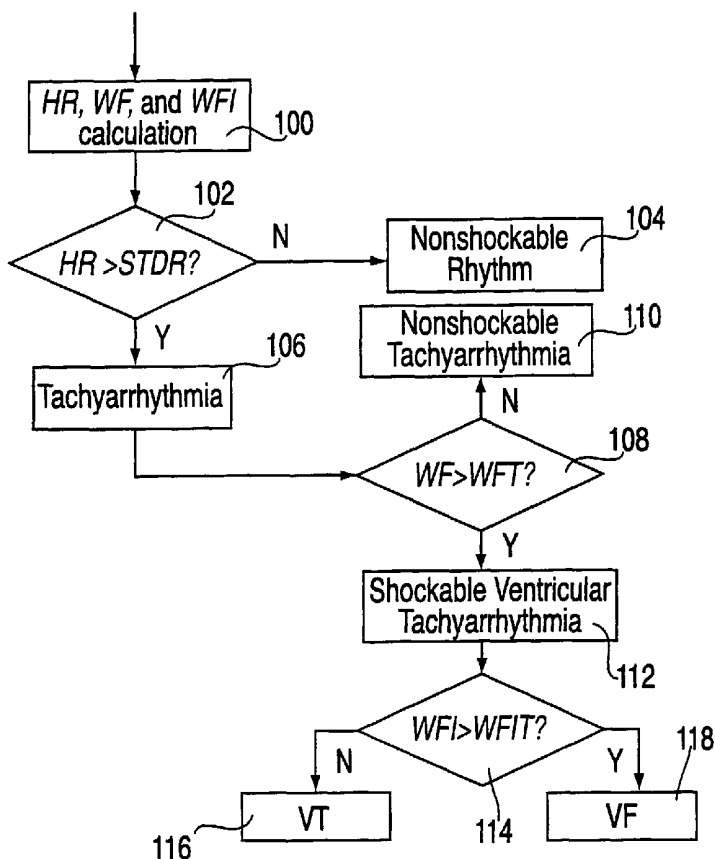 HR, WF, and WFI
calculation
100
102
HR >STDR?
N
Nonshockable
Rhythm
104
Y
106
Tachyarrhythmia
Nonshockable
Tachyarrhythmia
110
N
WF>WFT?
108
Y
Shockable Ventricular
Tachyarrhythmia
112
WFI>WFIT?
114
N
Y
VT
116
VF
118